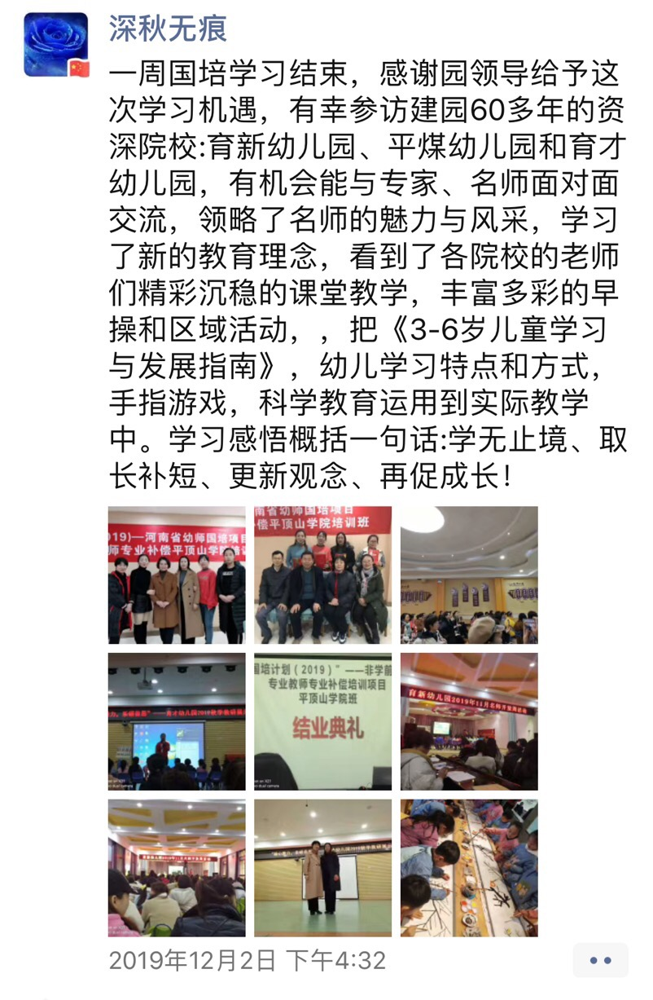 深秋无痕
一周国培学习结束，感谢园领导给予这
次学习机遇，有幸参访建园60多年的资
深院校:育新幼儿园、平煤幼儿园和育才
幼儿园，有机会能与专家、名师面对面
交流，领略了名师的魅力与风采，学习
了新的教育理念，看到了各院校的老师
们精彩沉稳的课堂教学，丰富多彩的早
操和区域活动，，把《3-6岁儿童学习
与发展指南》，幼儿学习特点和方式，
手指游戏，科学教育运用到实际教学
中。学习感悟概括一句话:学无止境、取
长补短、更新观念、再促成长！
019)—河南省幼师国培项目
师专业补偿平顶山学院培训
南省幼师国培项目
偿平顶山学院培训班
国培计划（2019）”——非学前
专业教师专业补偿培训项目
平顶山学院班
结业典礼
育新幼儿园2019年11月名师开放周活动
2019年12月2日 下午4:32